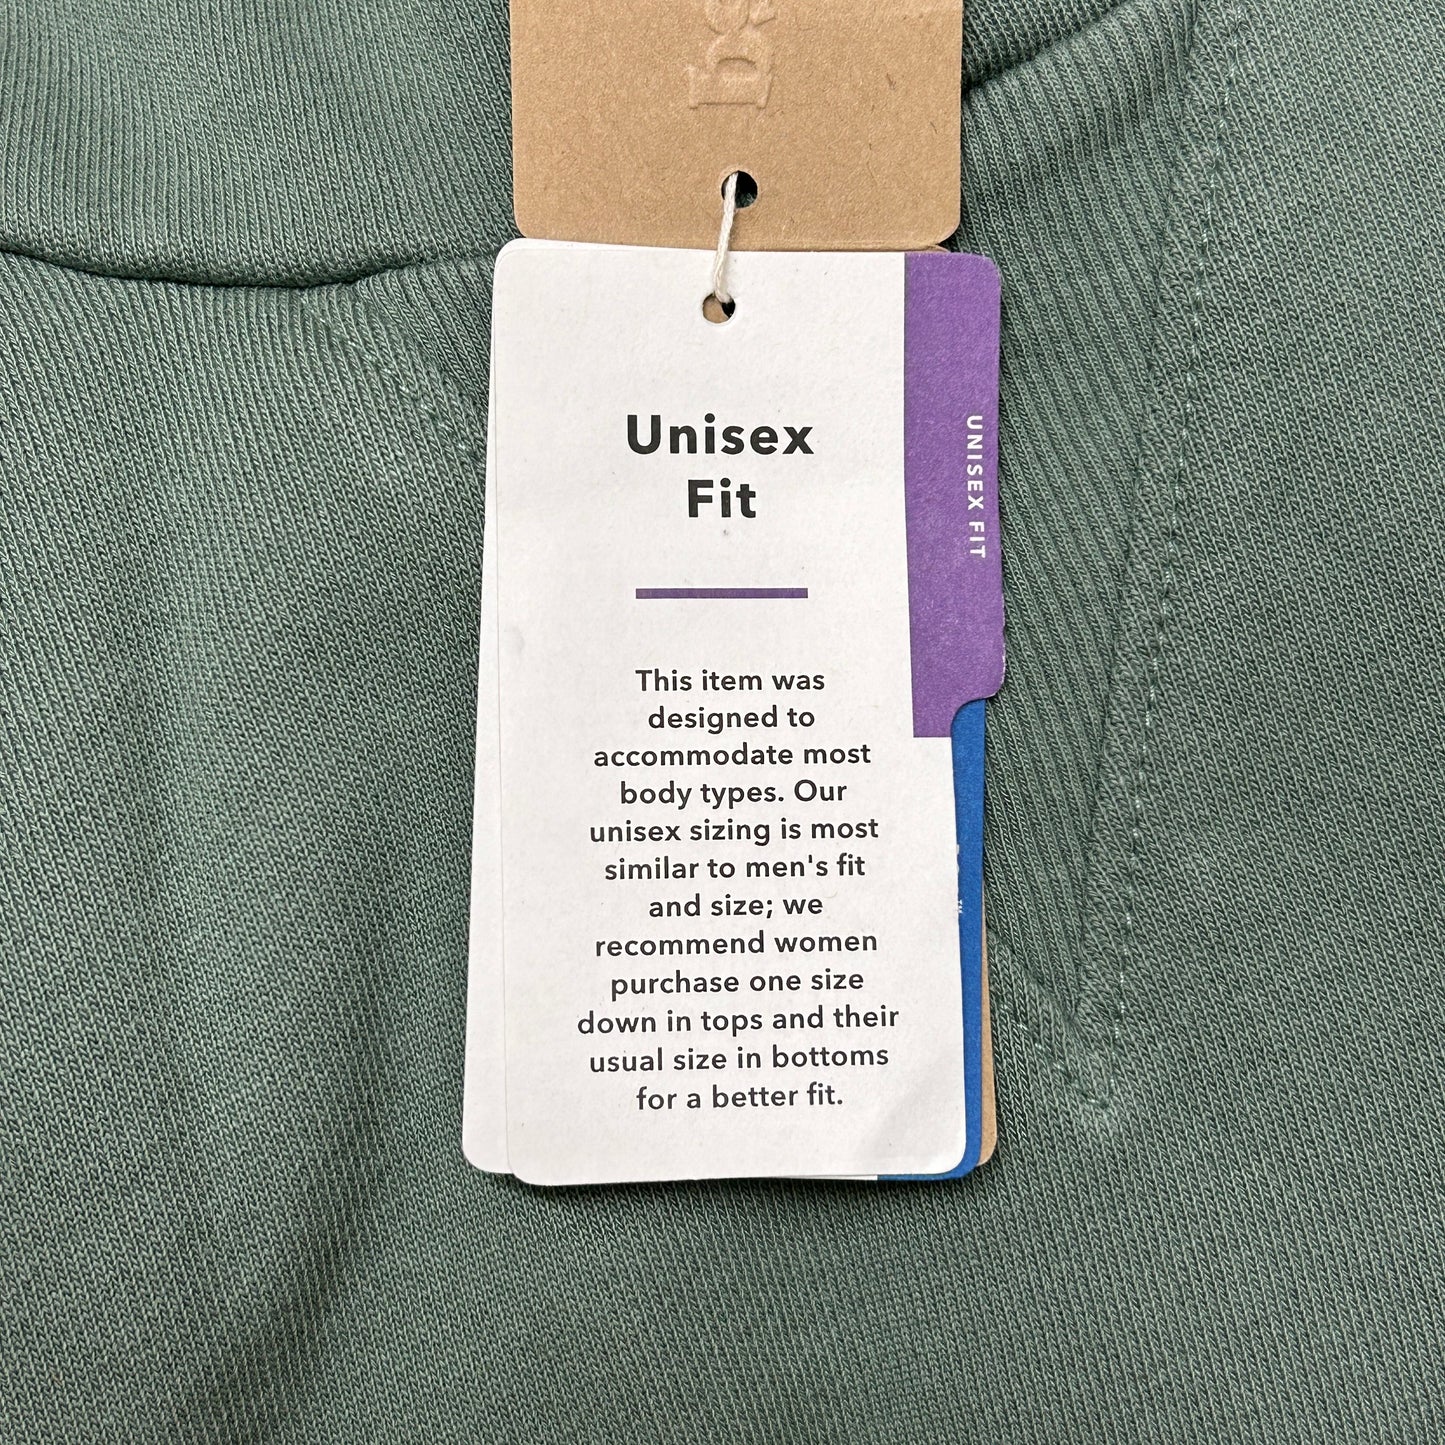 Unisex
Fit
UNISEX FIT
This item was
designed to
accommodate most
body types. Our
unisex sizing is most
similar to men's fit
and size; we
recommend women
purchase one size
down in tops and their
usual size in bottoms
for a better fit.